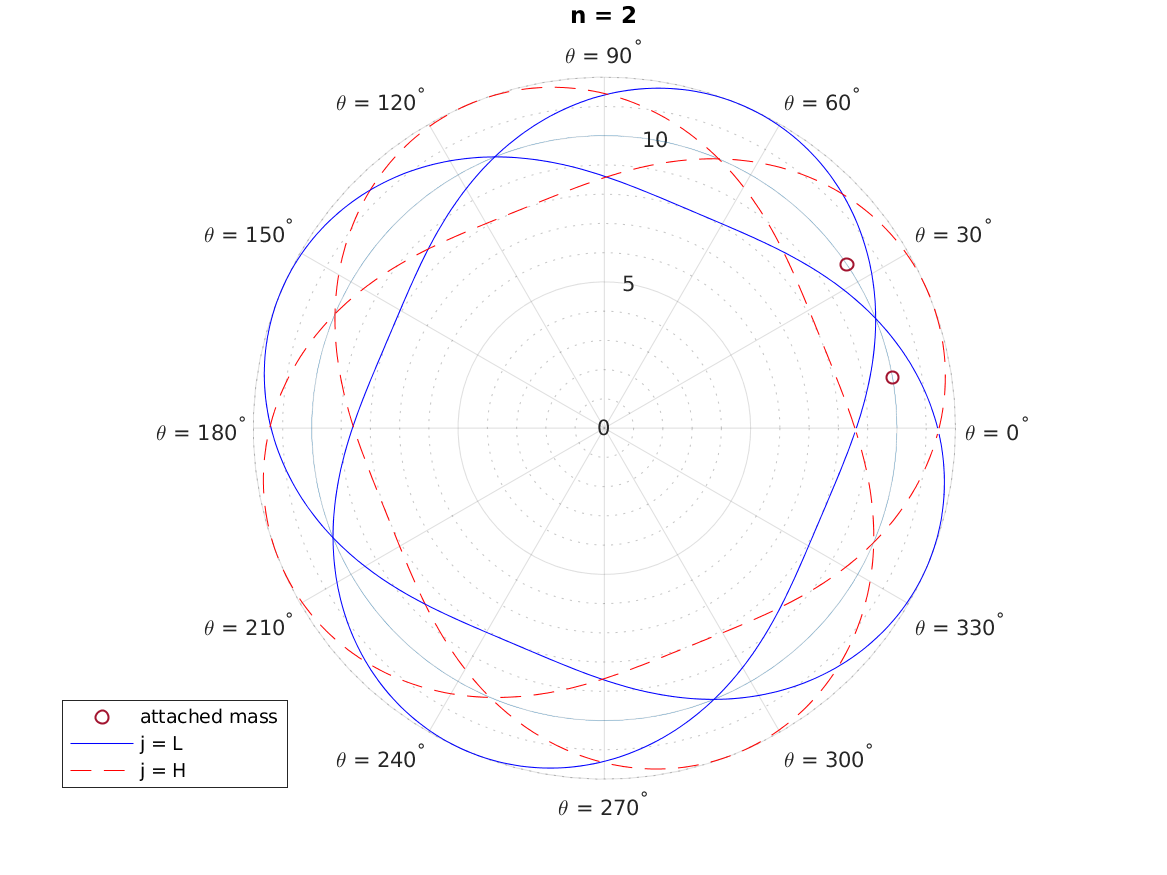 n = 2
θ = 90°
θ = 120°
θ = 60°
10
θ = 150°
θ = 30°
5
θ = 180°
0
θ = 0°
θ = 210°
θ = 330°
attached mass
j = L
j = H
θ = 240°
θ = 300°
θ = 270°